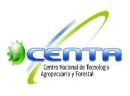 CENTA
Centro Nacional de Tecnología
Agropecuaria y Forestal